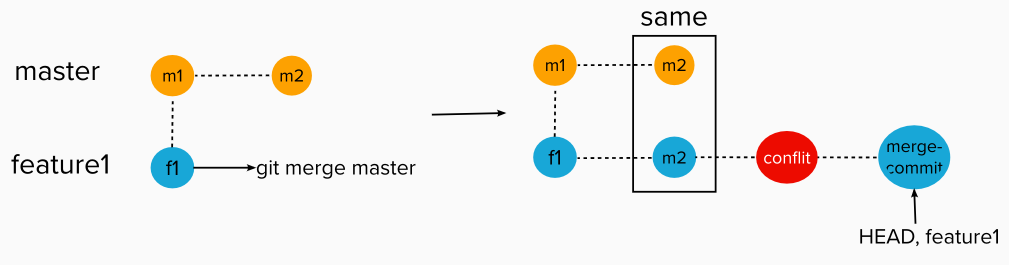 same
master
m1
m2
m1
m2
feature1
f1
git merge master
f1
m2
conflit
merge-
commit
HEAD, feature1